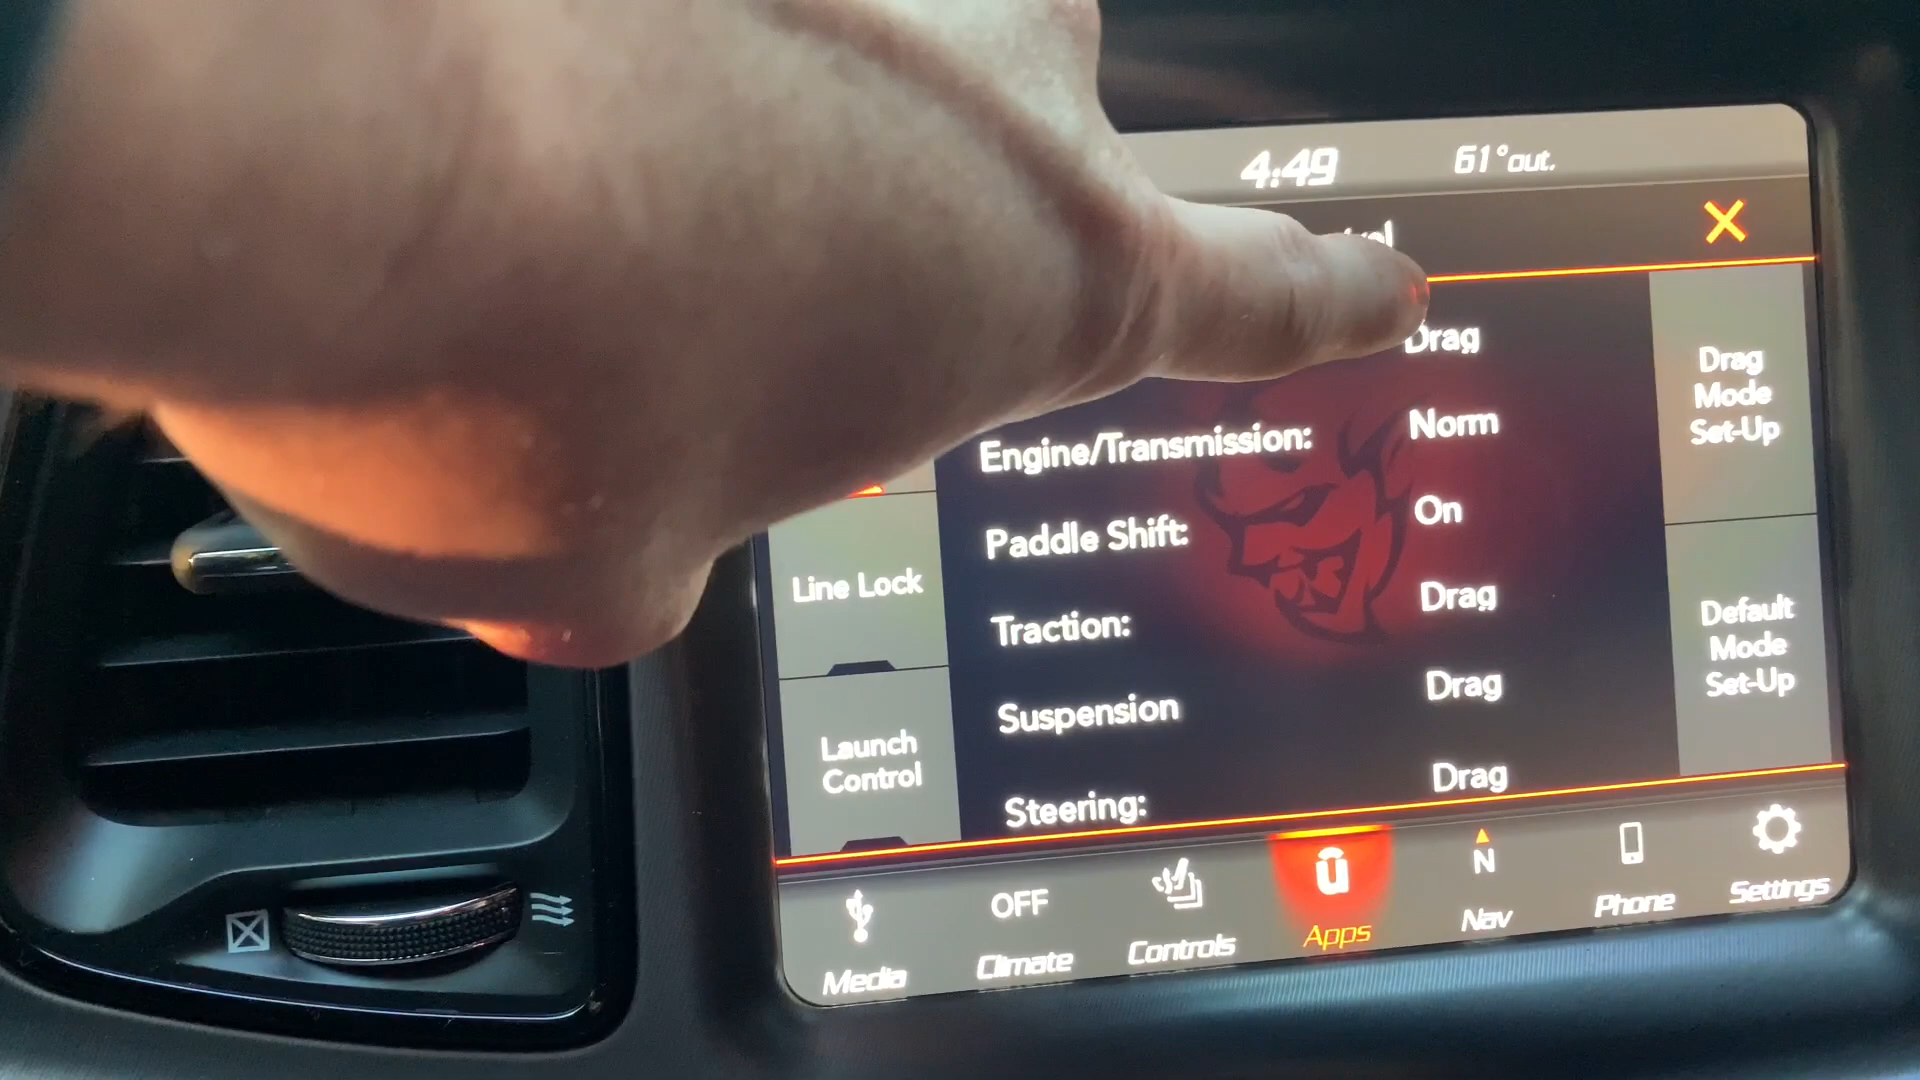 4:49
61°out.
Drag
Engine/Transmission:
Norm
Paddle Shift:
On
Traction:
Drag
Suspension
Drag
Steering:
Drag
Line Lock
Launch
Control
Drag
Mode
Set-Up
Default
Mode
Set-Up
Media
OFF
Climate
Controls
Apps
N
Nav
Phone
Settings